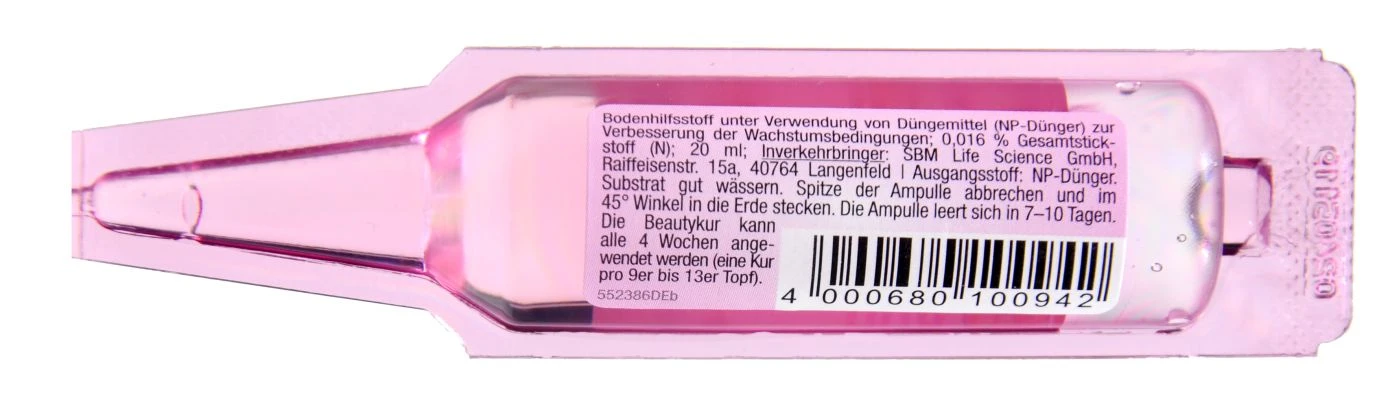 Bodenhilfsstoff unter Verwendung von Düngemittel (NP-Dünger) zur
Verbesserung der Wachstumsbedingungen; 0,016 % Gesamtstick-
stoff (N); 20 ml; Inverkehrbringer: SBM Life Science GmbH,
Raiffeisenstr. 15a, 40764 Langenfeld | Ausgangsstoff: NP-Dünger.
Substrat gut wässern. Spitze der Ampulle abbrechen und im
45° Winkel in die Erde stecken. Die Ampulle leert sich in 7–10 Tagen.
Die Beautykur kann
alle 4 Wochen ange-
wendet werden (eine Kur
pro 9er bis 13er Topf).
552386DEb
4 000680 100942